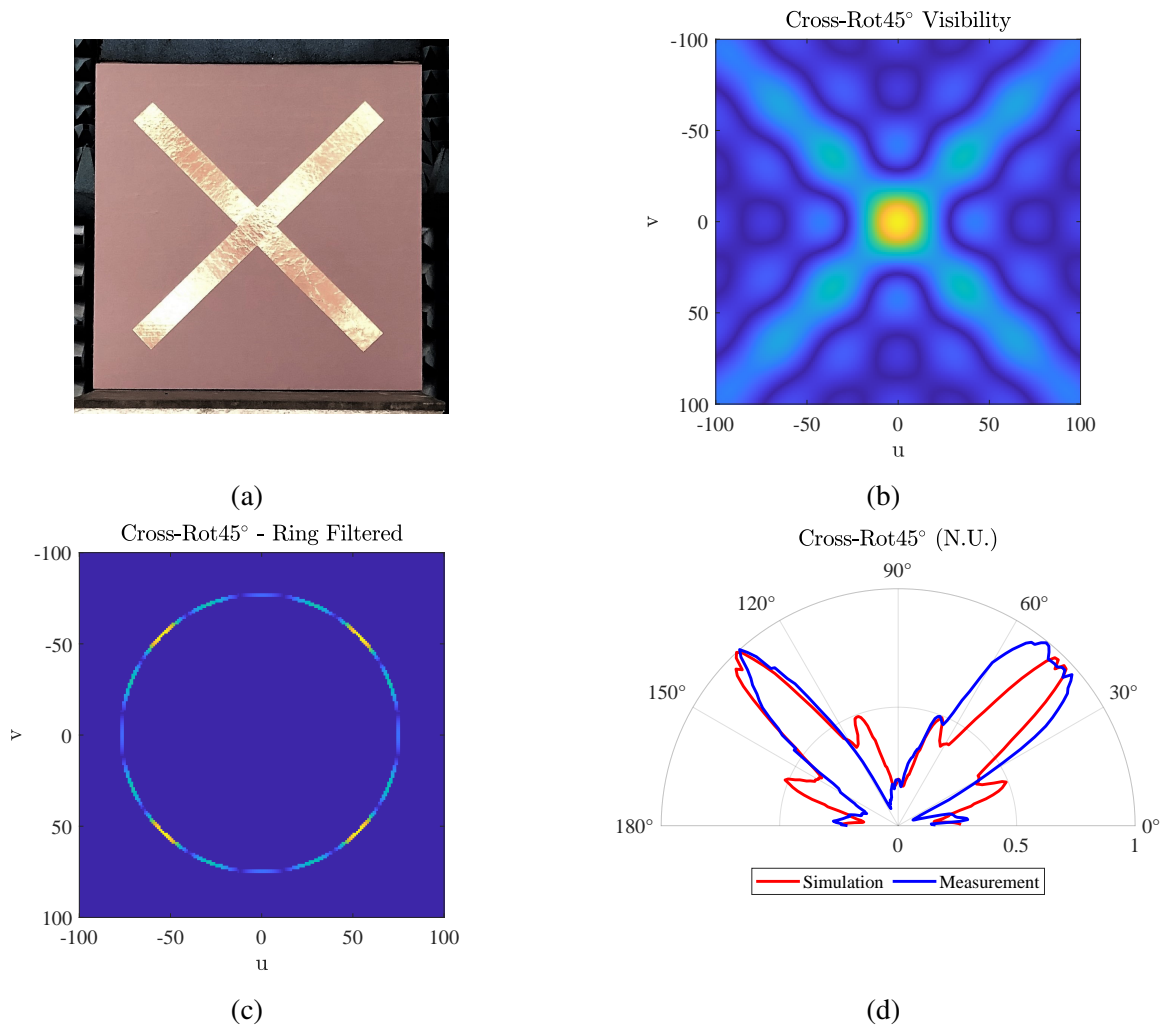 Cross-Rot45° Visibility
-100
-50
0
50
100
v
-100 -50 0 50 100
u
(a)
(b)
Cross-Rot45° - Ring Filtered
-100
-50
0
50
100
v
-100 -50 0 50 100
u
(c)
Cross-Rot45° (N.U.)
90°
120° 60°
150° 30°
180° 0°
0 0.5 1
Simulation Measurement
(d)